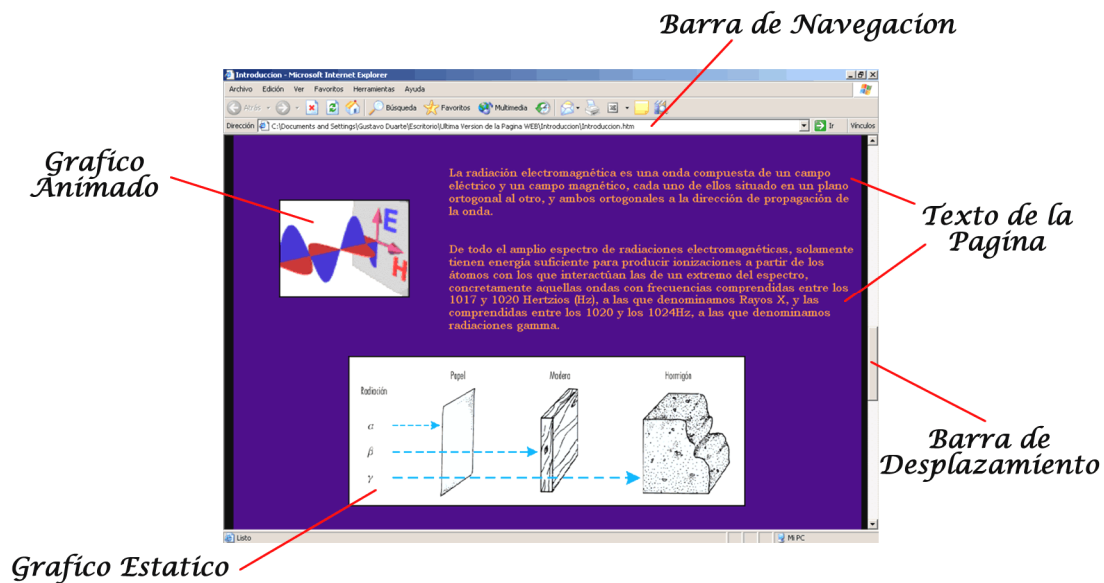 Barra de Navegacion
Introduccion - Microsoft Internet Explorer
Archivo Edición Ver Favoritos Herramientas Ayuda
Atrás Búsqueda Favoritos Multimedia
Dirección C:\Documents and Settings\Gustavo Duarte\Escritorio\Ultima Version de la Pagina WEB\Introduccion\Introduccion.htm Ir Vínculos
Grafico
Animado
E
H
La radiación electromagnética es una onda compuesta de un campo
eléctrico y un campo magnético, cada uno de ellos situado en un plano
ortogonal al otro, y ambos ortogonales a la dirección de propagación de
la onda.
De todo el amplio espectro de radiaciones electromagnéticas, solamente
tienen energía suficiente para producir ionizaciones a partir de los
átomos con los que interactúan las de un extremo del espectro,
concretamente aquellas ondas con frecuencias comprendidas entre los
1017 y 1020 Hertzios (Hz), a las que denominamos Rayos X, y las
comprendidas entre los 1020 y los 1024Hz, a las que denominamos
radiaciones gamma.
Texto de la
Pagina
Radiación Papel Madera Hormigón
α
β
γ
Barra de
Desplazamiento
Listo Mi PC
Grafico Estatico